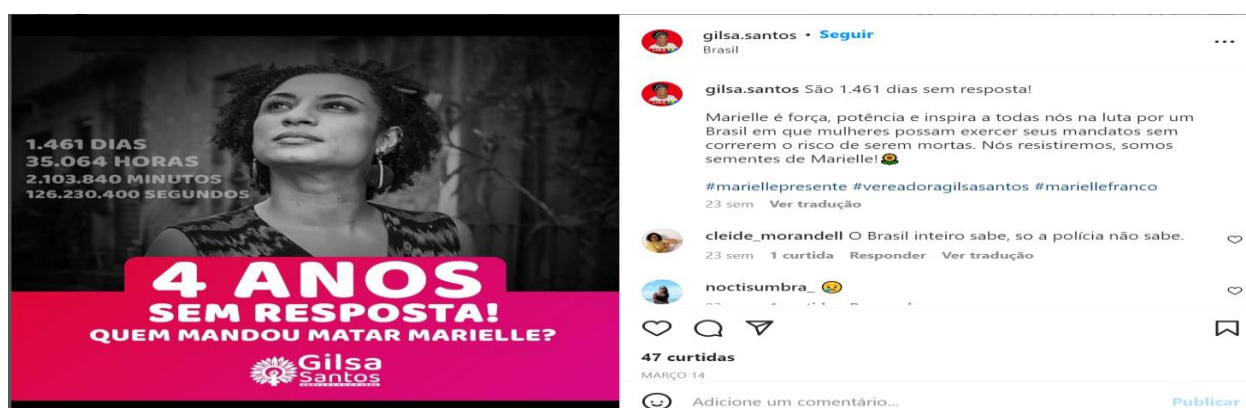 1.461 DIAS
35.064 HORAS
2.103.840 MINUTOS
126.230.400 SEGUNDOS
4 ANOS
SEM RESPOSTA!
QUEM MANDOU MATAR MARIELLE?
Gilsa
Santos
gilsa.santos • Seguir
Brasil
gilsa.santos São 1.461 dias sem resposta!
Marielle é força, potência e inspira a todas nós na luta por um
Brasil em que mulheres possam exercer seus mandatos sem
correrem o risco de serem mortas. Nós resistiremos, somos
sementes de Marielle!🌻
#mariellepresente #vereadoragilsasantos #mariellefranco
23 sem Ver tradução
cleide_morandell O Brasil inteiro sabe, so a polícia não sabe.
23 sem 1 curtida Responder Ver tradução
noctisumbra_ 😢
47 curtidas
MARÇO 14
Adicione um comentário...
Publicar